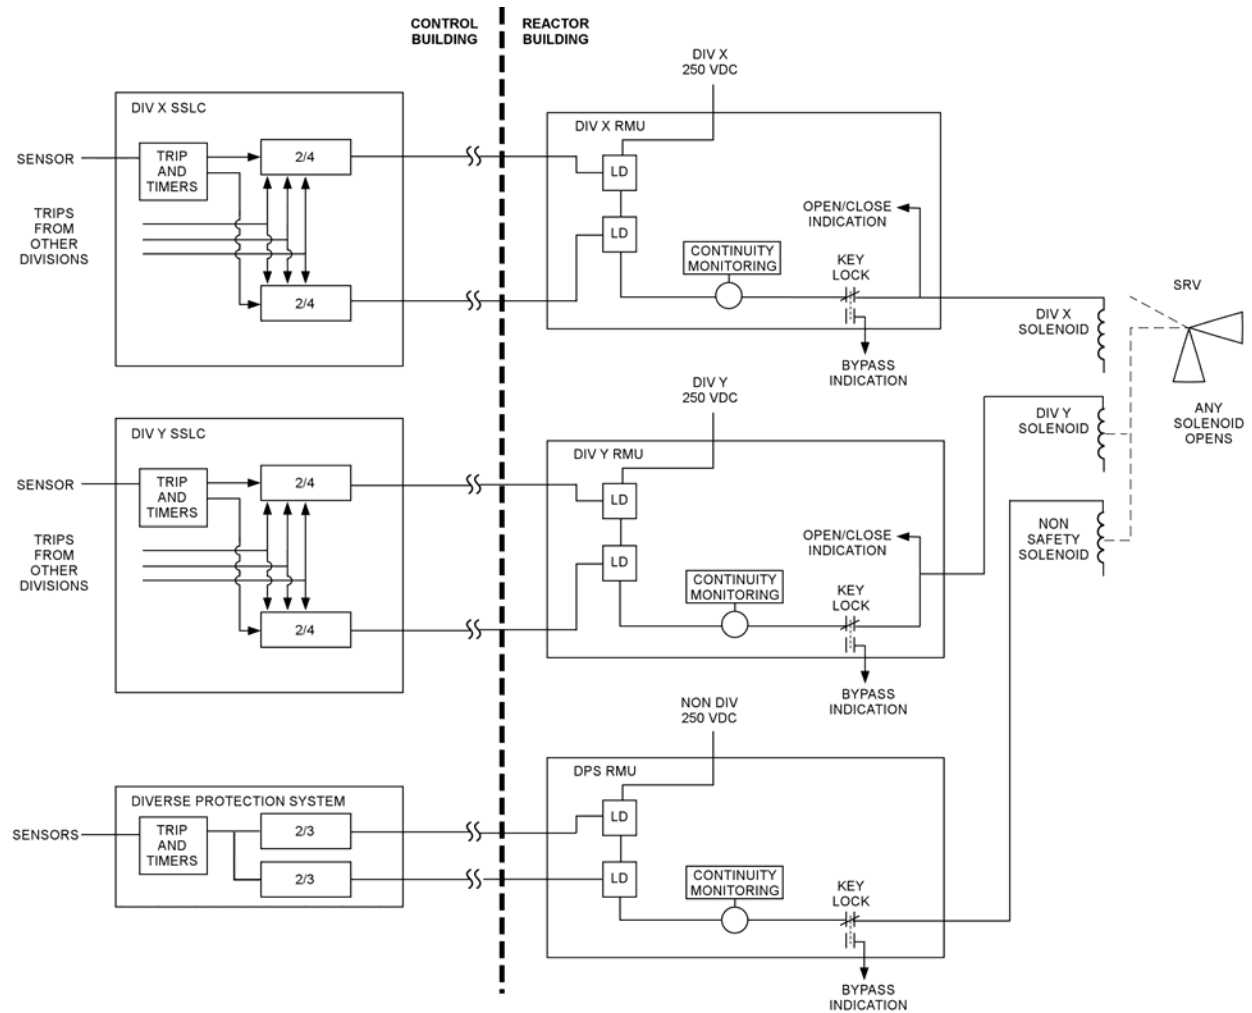 CONTROL
BUILDING
REACTOR
BUILDING
DIV X
250 VDC
DIV X SSLC
SENSOR
TRIP
AND
TIMERS
2/4
TRIPS
FROM
OTHER
DIVISIONS
2/4
DIV X RMU
LD
LD
OPEN/CLOSE
INDICATION
CONTINUITY
MONITORING
KEY
LOCK
BYPASS
INDICATION
DIV X
SOLENOID
SRV
ANY
SOLENOID
OPENS
DIV Y
250 VDC
DIV Y SSLC
SENSOR
TRIP
AND
TIMERS
2/4
TRIPS
FROM
OTHER
DIVISIONS
2/4
DIV Y RMU
LD
LD
OPEN/CLOSE
INDICATION
CONTINUITY
MONITORING
KEY
LOCK
BYPASS
INDICATION
DIV Y
SOLENOID
NON
SAFETY
SOLENOID
NON DIV
250 VDC
DIVERSE PROTECTION SYSTEM
SENSORS
TRIP
AND
TIMERS
2/3
2/3
DPS RMU
LD
LD
CONTINUITY
MONITORING
KEY
LOCK
BYPASS
INDICATION